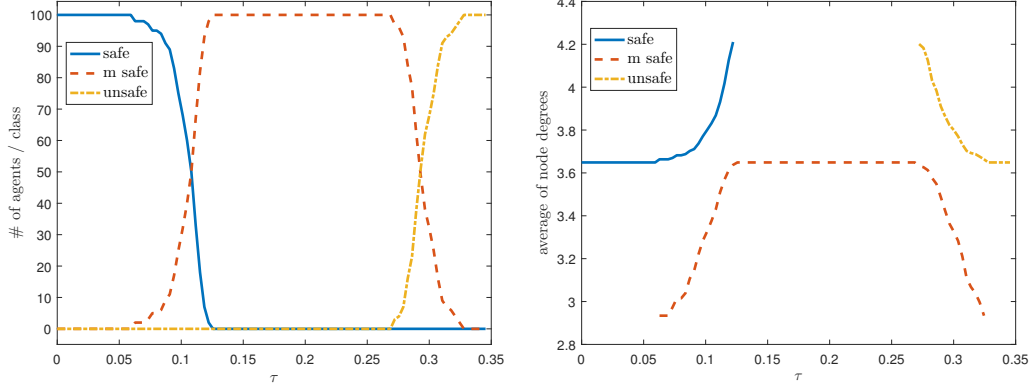 100
90
80
70
60
50
40
30
20
10
0
# of agents / class
safe
m safe
unsafe
0 0.05 0.1 0.15 0.2 0.25 0.3 0.35
τ
4.4
4.2
4
3.8
3.6
3.4
3.2
3
2.8
average of node degrees
safe
m safe
unsafe
0 0.05 0.1 0.15 0.2 0.25 0.3 0.35
τ